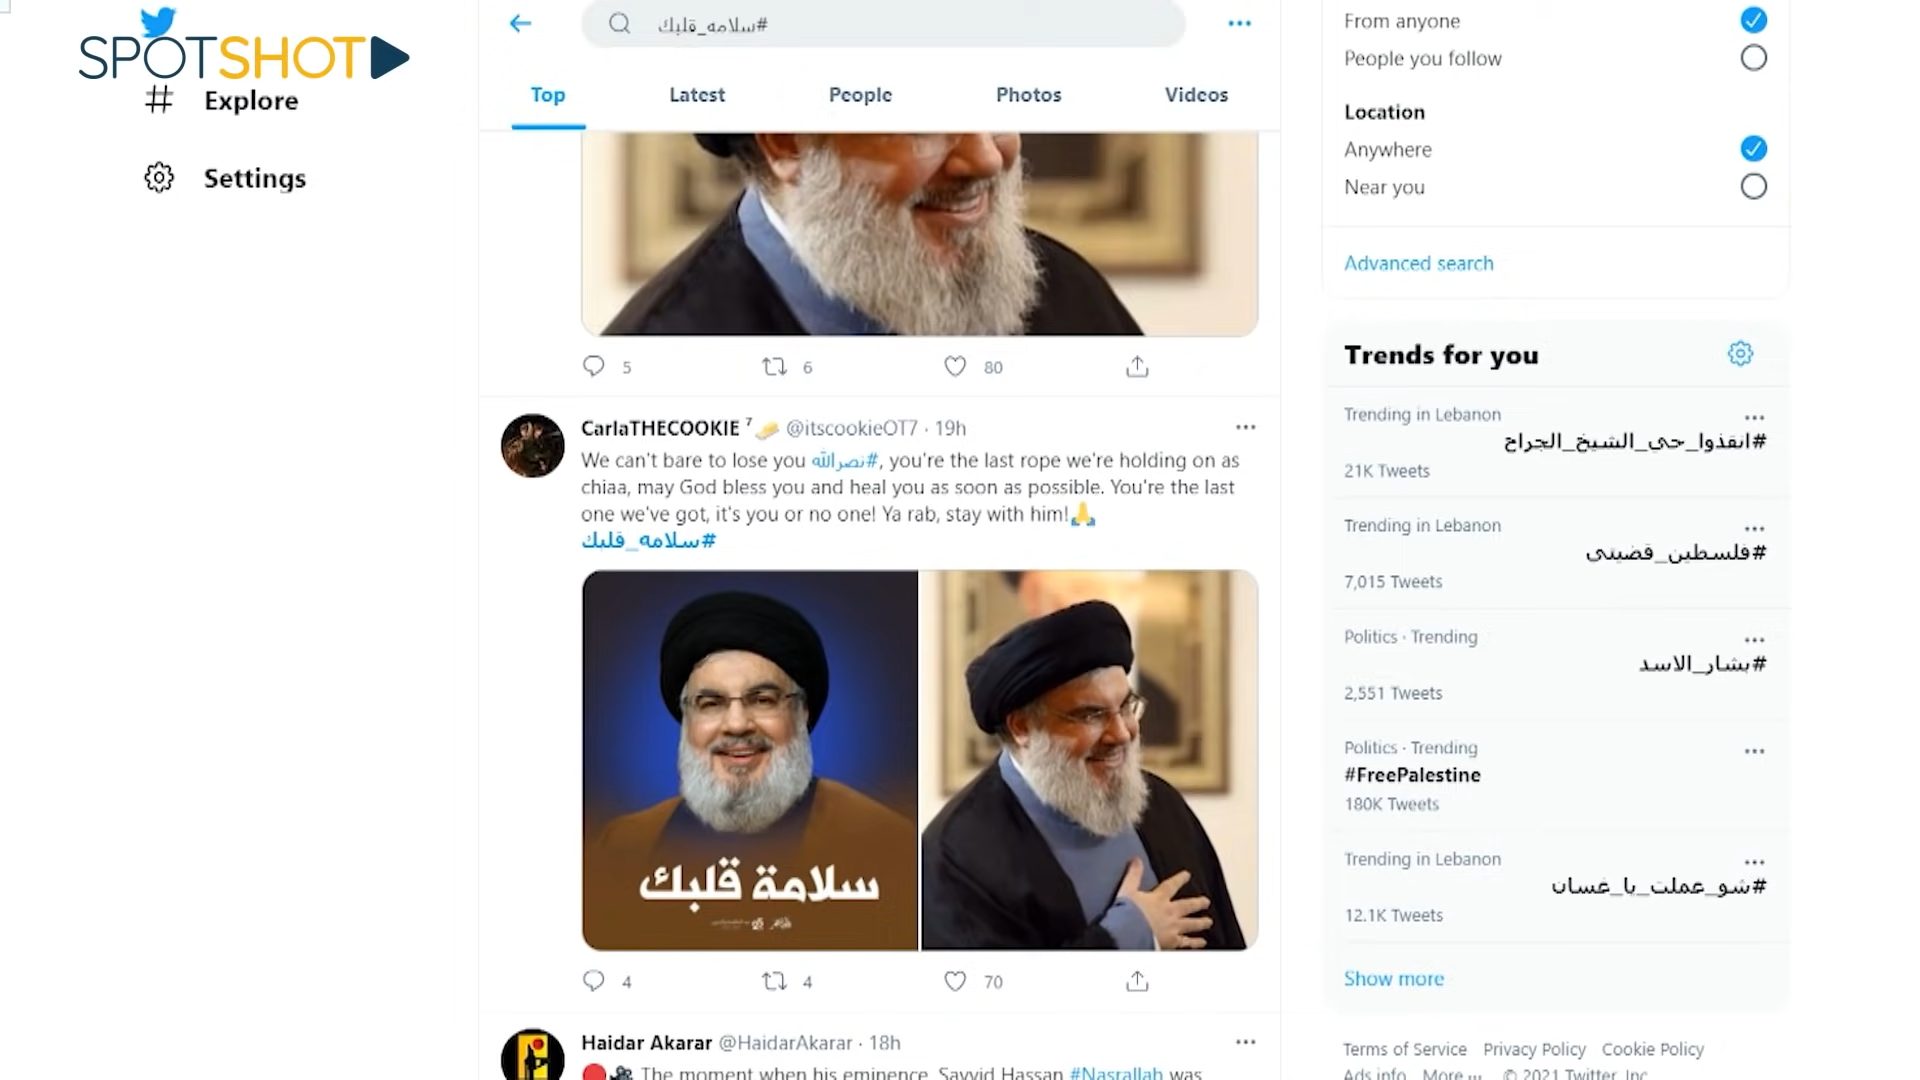 SPOTSHOT
Explore
Settings
#سلامه_قلبك
Top Latest People Photos Videos
5 6 80
CarlaTHECOOKIE ⁷🧈 @itscookieOT7 · 19h
We can't bare to lose you #نصرالله, you're the last rope we're holding on as
chiaa, may God bless you and heal you as soon as possible. You're the last
one we've got, it's you or no one! Ya rab, stay with him!🙏
#سلامه_قلبك
سلامة قلبك
4 4 70
Haidar Akarar @HaidarAkarar · 18h
🔴🎥 The moment when his eminence, Sayyid Hassan #Nasrallah was
From anyone
People you follow
Location
Anywhere
Near you
Advanced search
Trends for you
Trending in Lebanon
#انقذوا_حي_الشيخ_الجراح
21K Tweets
Trending in Lebanon
#فلسطين_قضيتي
7,015 Tweets
Politics · Trending
#بشار_الاسد
2,551 Tweets
Politics · Trending
#FreePalestine
180K Tweets
Trending in Lebanon
#شو_عملت_يا_غسان
12.1K Tweets
Show more
Terms of Service Privacy Policy Cookie Policy
Ads info More ··· © 2021 Twitter, Inc.